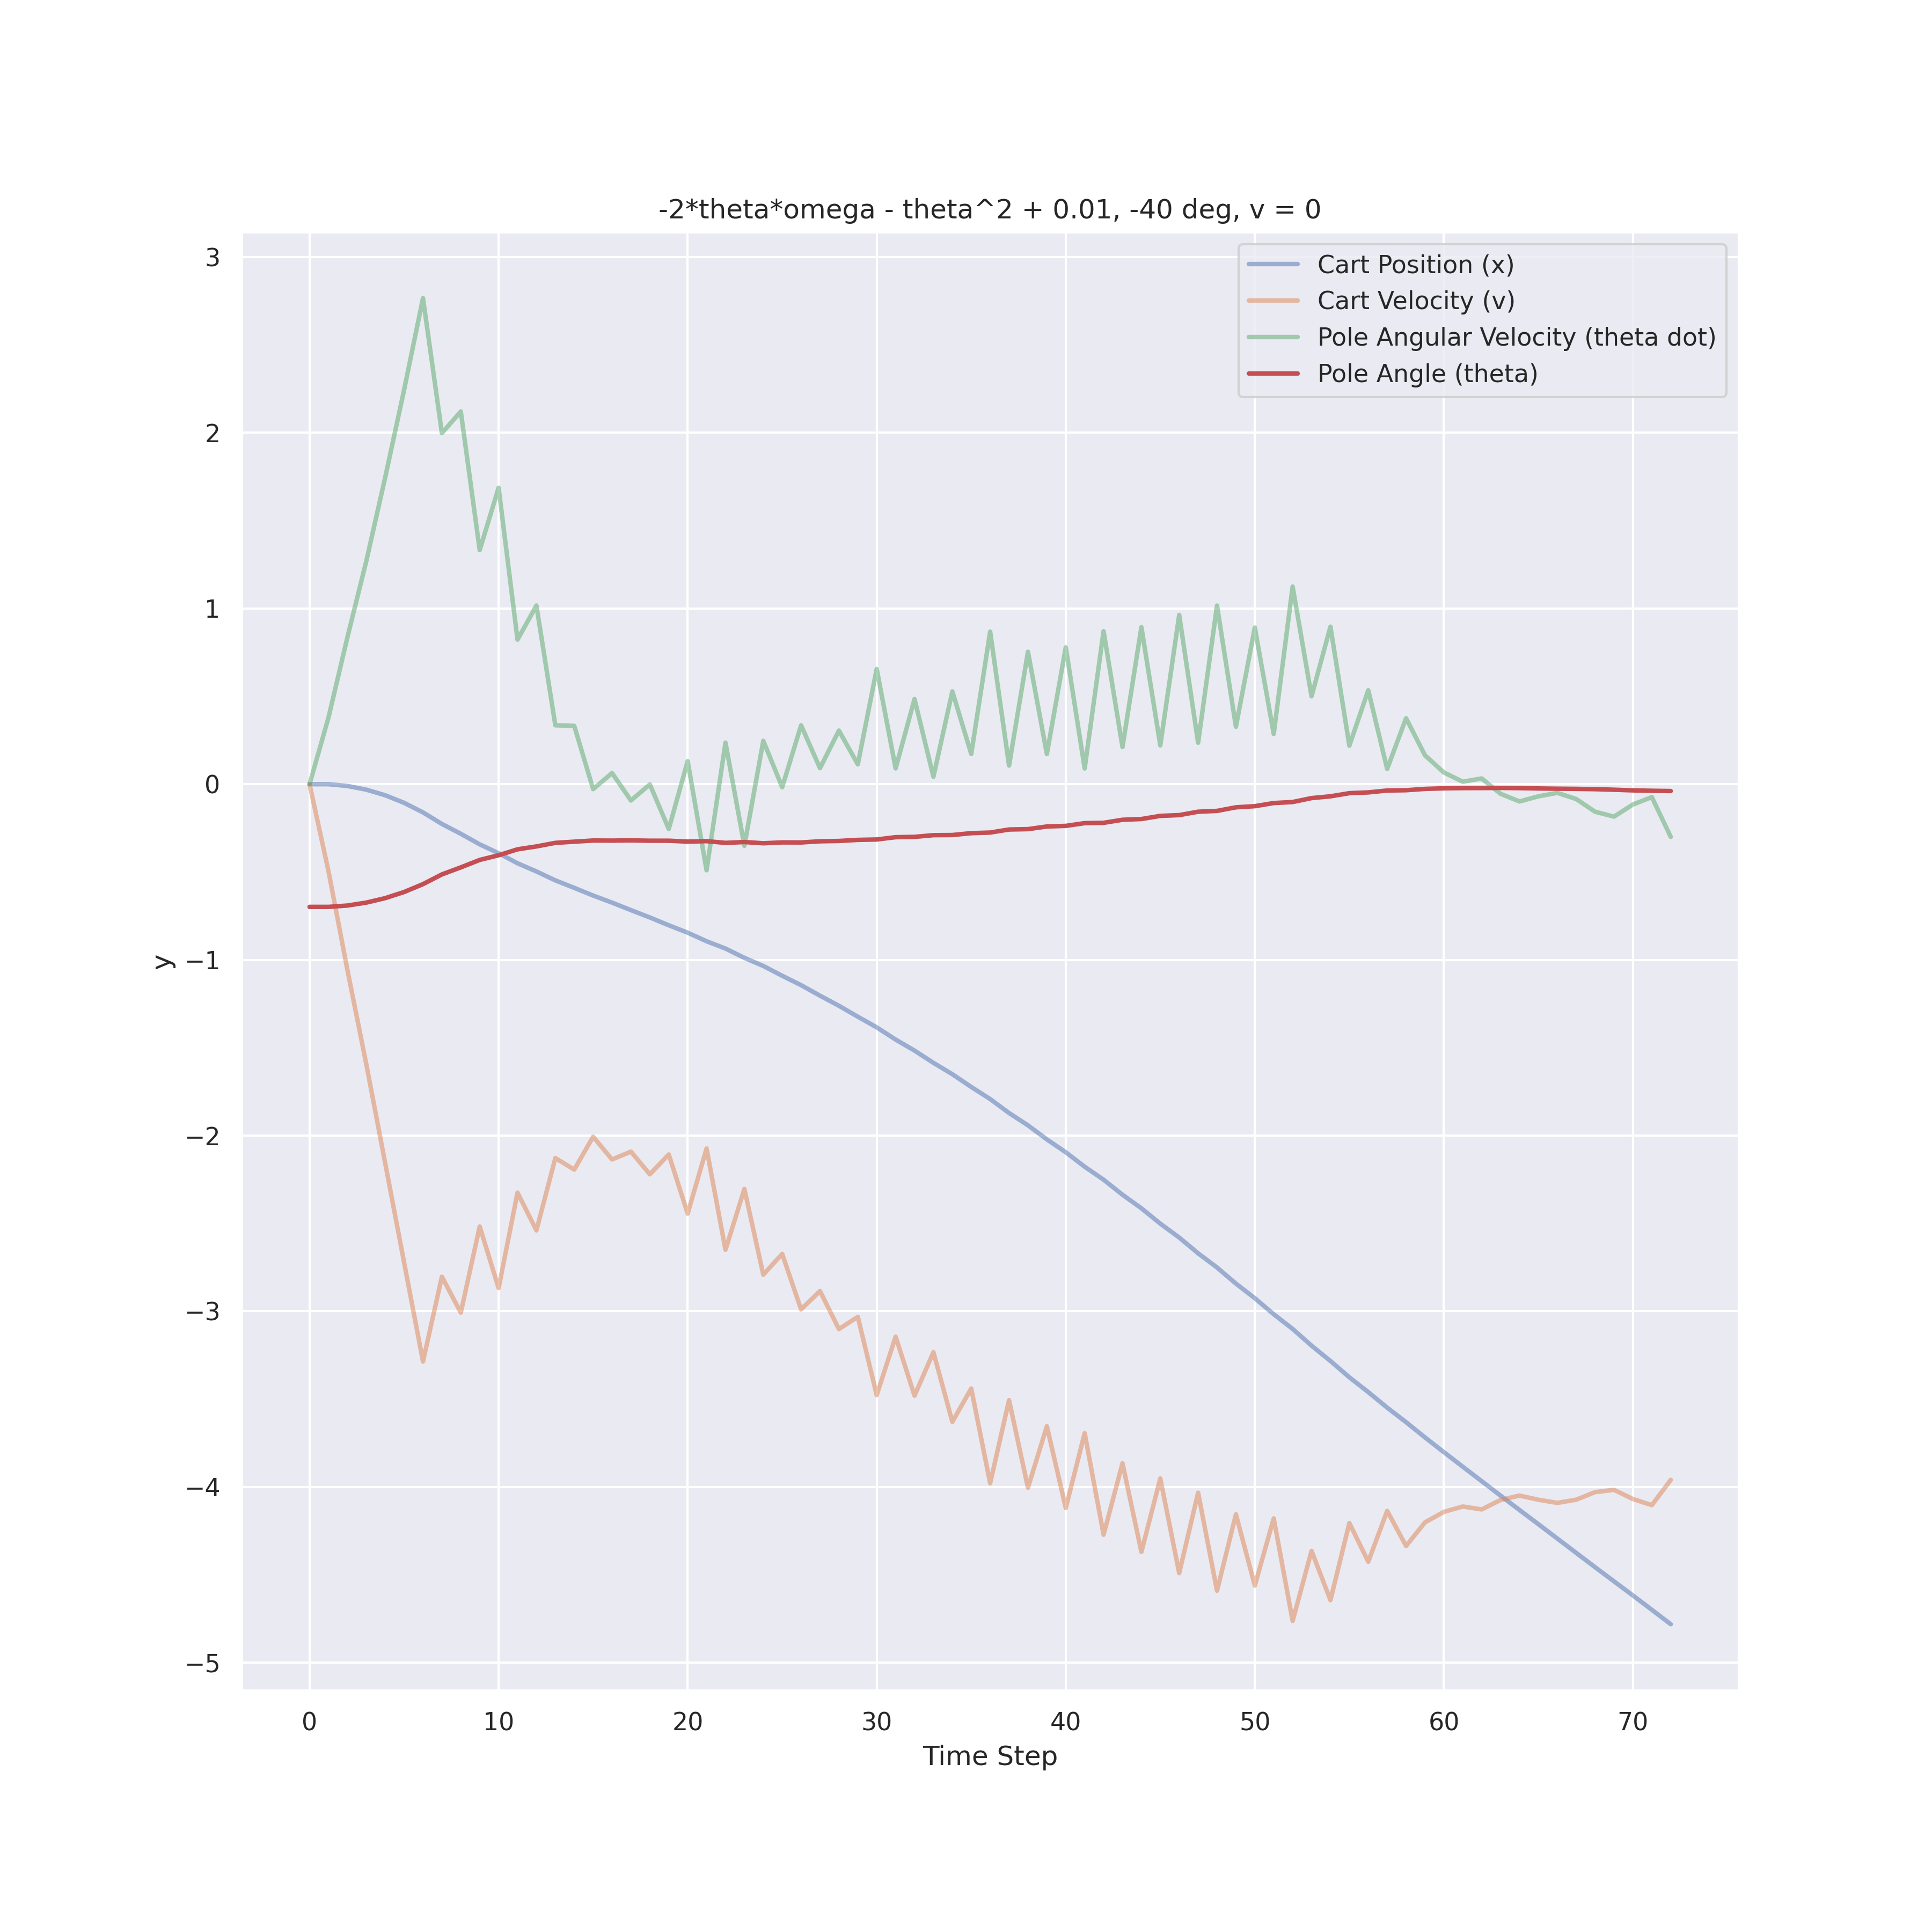 -2*theta*omega - theta^2 + 0.01, -40 deg, v = 0
Cart Position (x)
Cart Velocity (v)
Pole Angular Velocity (theta dot)
Pole Angle (theta)
3
2
1
0
−1
−2
−3
−4
−5
y
0 10 20 30 40 50 60 70
Time Step